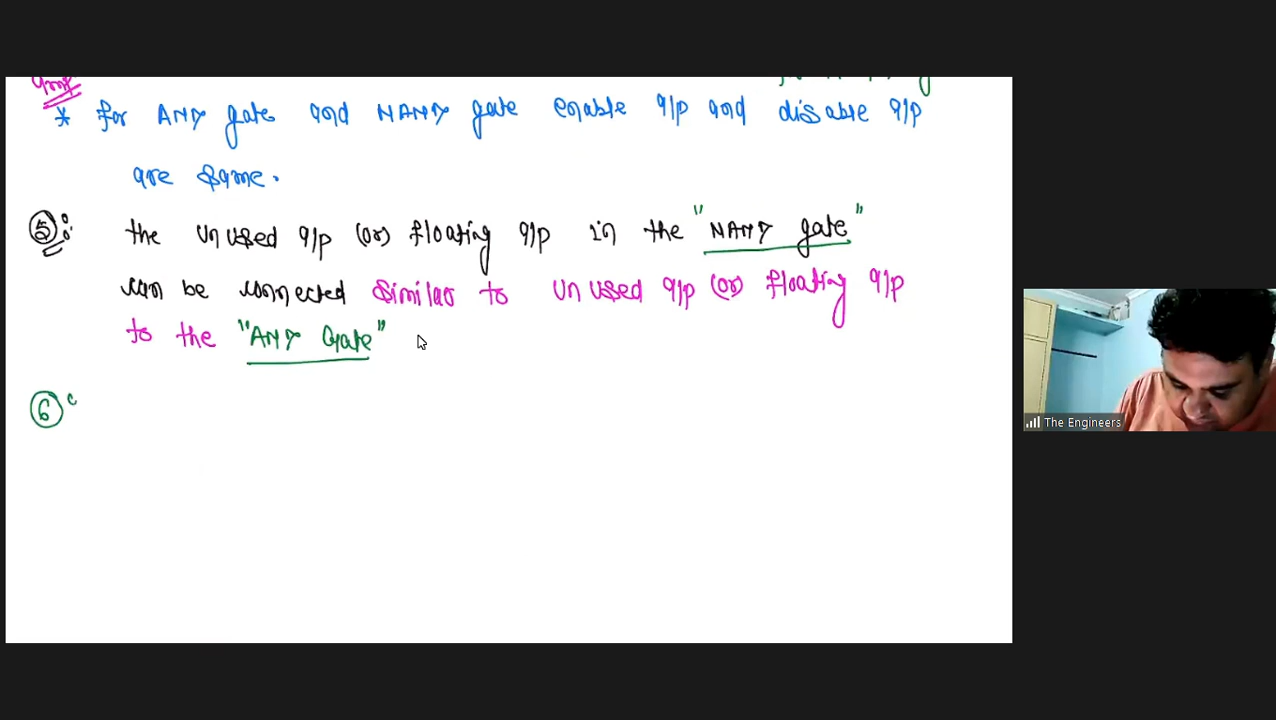 Imp
* for AND gate and NAND gate enable i/p and disable i/p
are same.
5: the unused i/p (or) floating i/p in the "NAND gate"
can be connected similar to unused i/p (or) floating i/p
to the "AND Gate"
6
The Engineers